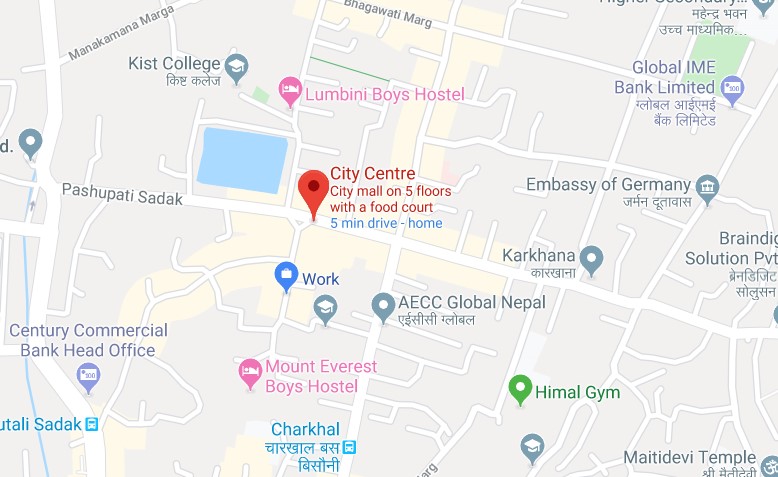 Bhagawati Marg
महेन्द्र भवन
उच्च माध्यमिक...
Manakamana Marga
Kist College
किष्ट कलेज
Lumbini Boys Hostel
Global IME
Bank Limited
ग्लोबल आईएमई
बैंक लिमिटेड
d.
City Centre
City mall on 5 floors
with a food court
5 min drive - home
Pashupati Sadak
Embassy of Germany
जर्मन दूतावास
Karkhana
कारखाना
Braindig
Solution Pvt
ब्रेनडिजिट
सोलुसन
Work
AECC Global Nepal
एईसीसी ग्लोबल
Century Commercial
Bank Head Office
Mount Everest
Boys Hostel
Himal Gym
utali Sadak
Charkhal
चारखाल बस
बिसौनी
Maitidevi Temple
श्री मैतीदेवी
arg